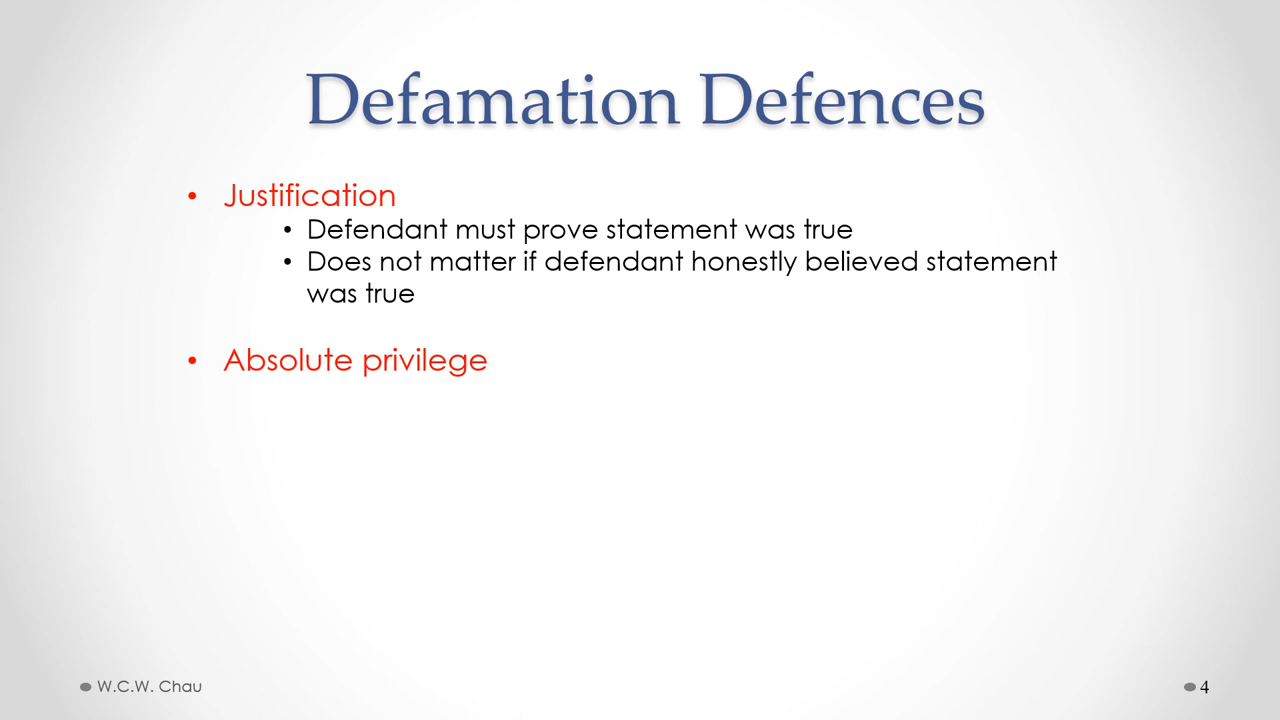 Defamation Defences
• Justification
• Defendant must prove statement was true
• Does not matter if defendant honestly believed statement
was true
• Absolute privilege
W.C.W. Chau
4